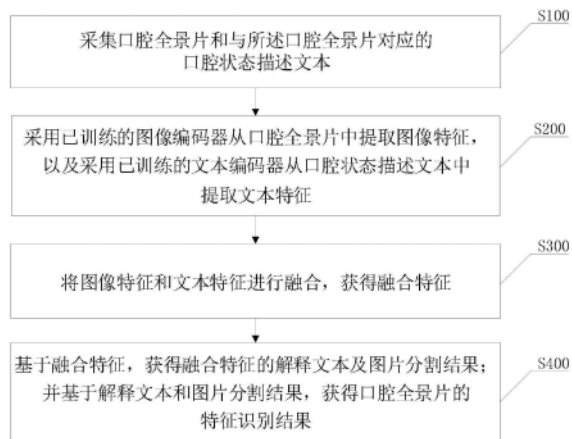 S100
采集口腔全景片和与所述口腔全景片对应的
口腔状态描述文本
S200
采用已训练的图像编码器从口腔全景片中提取图像特征，
以及采用已训练的文本编码器从口腔状态描述文本中
提取文本特征
S300
将图像特征和文本特征进行融合，获得融合特征
S400
基于融合特征，获得融合特征的解释文本及图片分割结果；
并基于解释文本和图片分割结果，获得口腔全景片的
特征识别结果